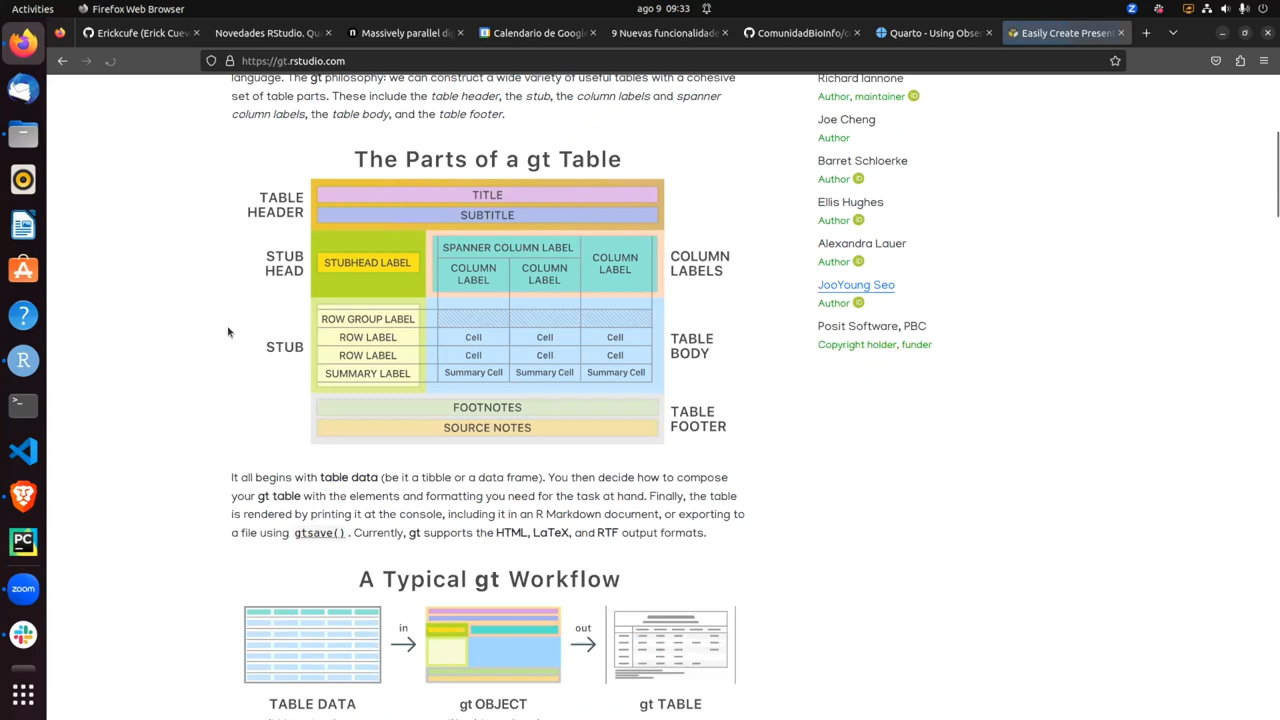 Activities
Firefox Web Browser
ago 9 09:33
Erickcufe (Erick Cuev
Novedades RStudio. Qua
Massively parallel dig
Calendario de Google
9 Nuevas funcionalidade
ComunidadBioInfo/c
Quarto - Using Obser
Easily Create Present
https://gt.rstudio.com
language. The gt philosophy: we can construct a wide variety of useful tables with a cohesive
set of table parts. These include the table header, the stub, the column labels and spanner
column labels, the table body, and the table footer.
The Parts of a gt Table
TABLE
HEADER
TITLE
SUBTITLE
STUB
HEAD
STUBHEAD LABEL
SPANNER COLUMN LABEL
COLUMN
LABEL
COLUMN
LABEL
COLUMN
LABEL
COLUMN
LABELS
STUB
ROW GROUP LABEL
ROW LABEL Cell Cell Cell
ROW LABEL Cell Cell Cell
SUMMARY LABEL Summary Cell Summary Cell Summary Cell
TABLE
BODY
FOOTNOTES
SOURCE NOTES
TABLE
FOOTER
It all begins with table data (be it a tibble or a data frame). You then decide how to compose
your gt table with the elements and formatting you need for the task at hand. Finally, the table
is rendered by printing it at the console, including it in an R Markdown document, or exporting to
a file using gtsave(). Currently, gt supports the HTML, LaTeX, and RTF output formats.
A Typical gt Workflow
in
out
TABLE DATA
gt OBJECT
gt TABLE
Richard Iannone
Author, maintainer
Joe Cheng
Author
Barret Schloerke
Author
Ellis Hughes
Author
Alexandra Lauer
Author
JooYoung Seo
Author
Posit Software, PBC
Copyright holder, funder
zoom